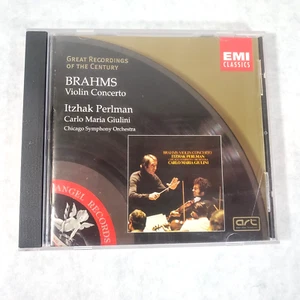 GREAT RECORDINGS
OF THE CENTURY
EMI
CLASSICS
BRAHMS
Violin Concerto
Itzhak Perlman
Carlo Maria Giulini
Chicago Symphony Orchestra
BRAHMS: VIOLIN CONCERTO
ITZHAK PERLMAN
CARLO MARIA GIULINI
ANGEL RECORDS
art